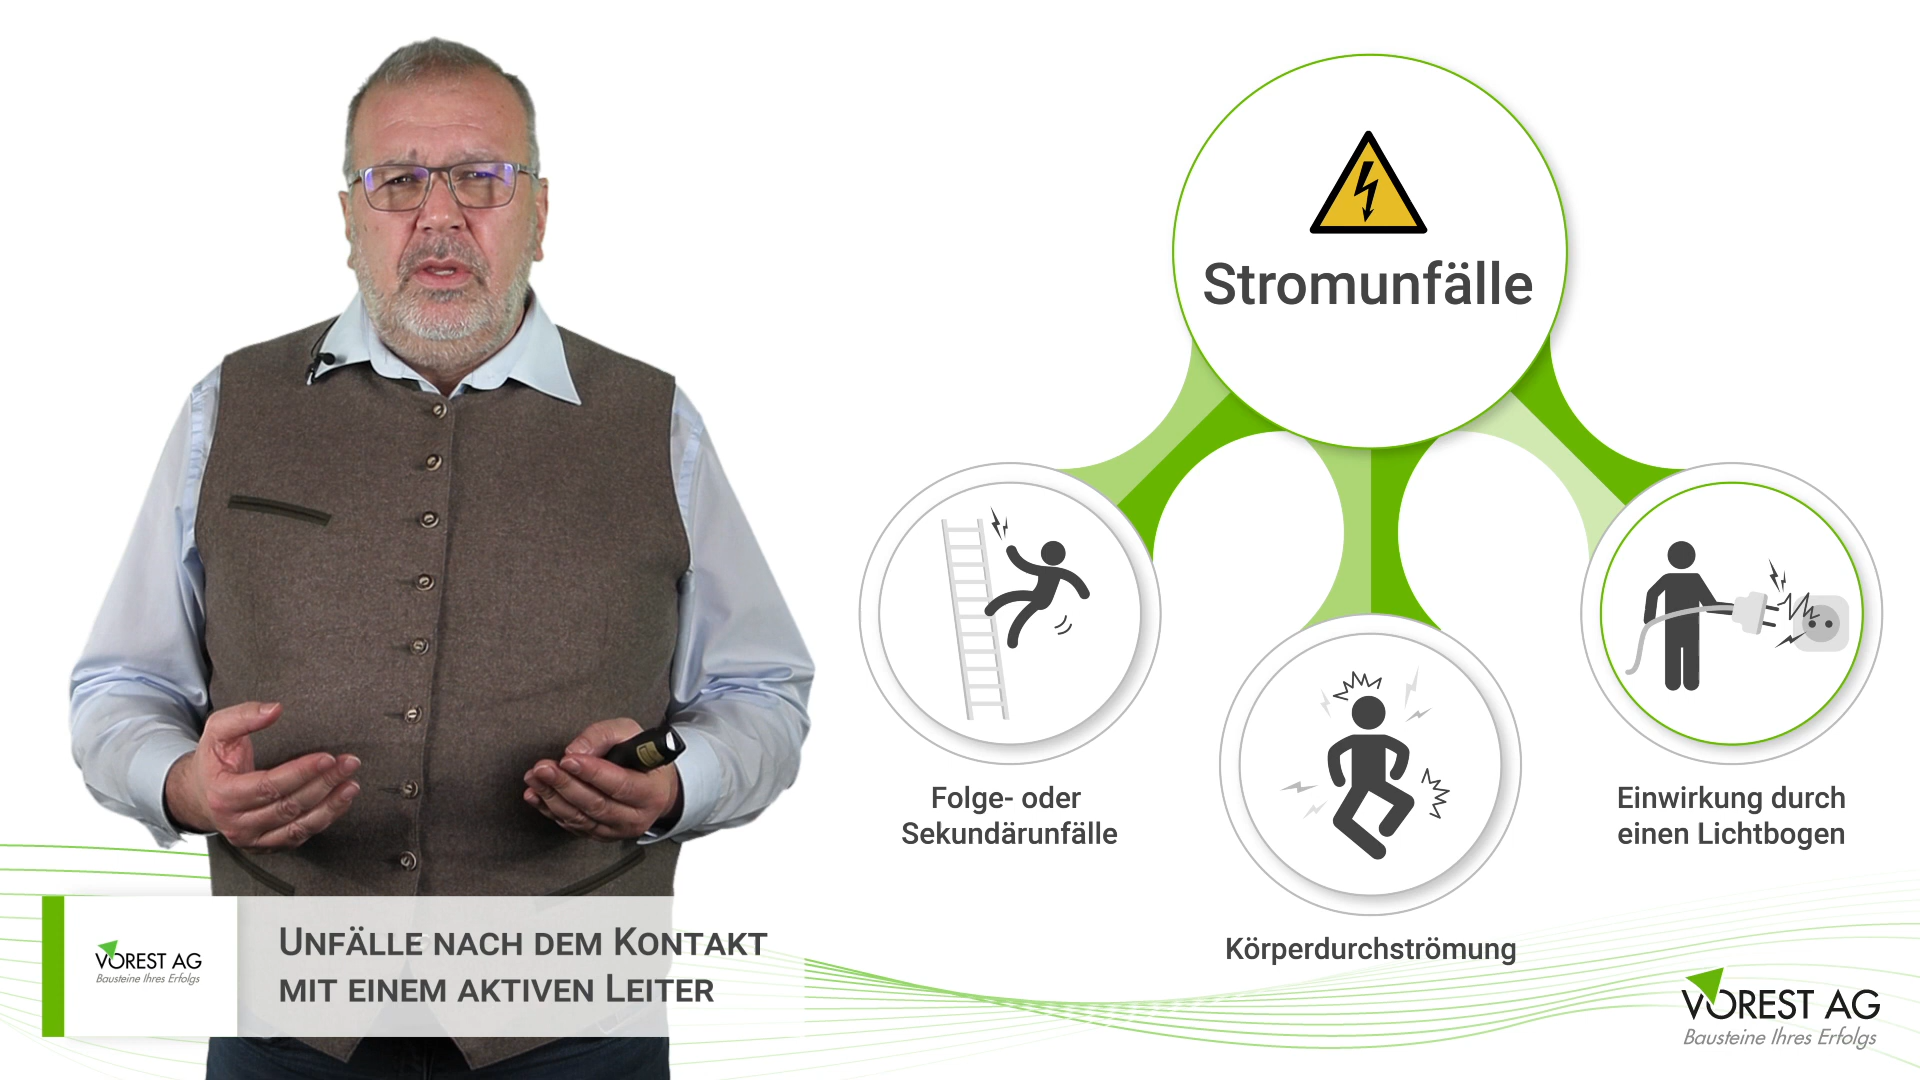 Stromunfälle
Folge- oder
Sekundärunfälle
Körperdurchströmung
Einwirkung durch
einen Lichtbogen
VOREST AG
Bausteine Ihres Erfolgs
UNFÄLLE NACH DEM KONTAKT
MIT EINEM AKTIVEN LEITER
VOREST AG
Bausteine Ihres Erfolgs